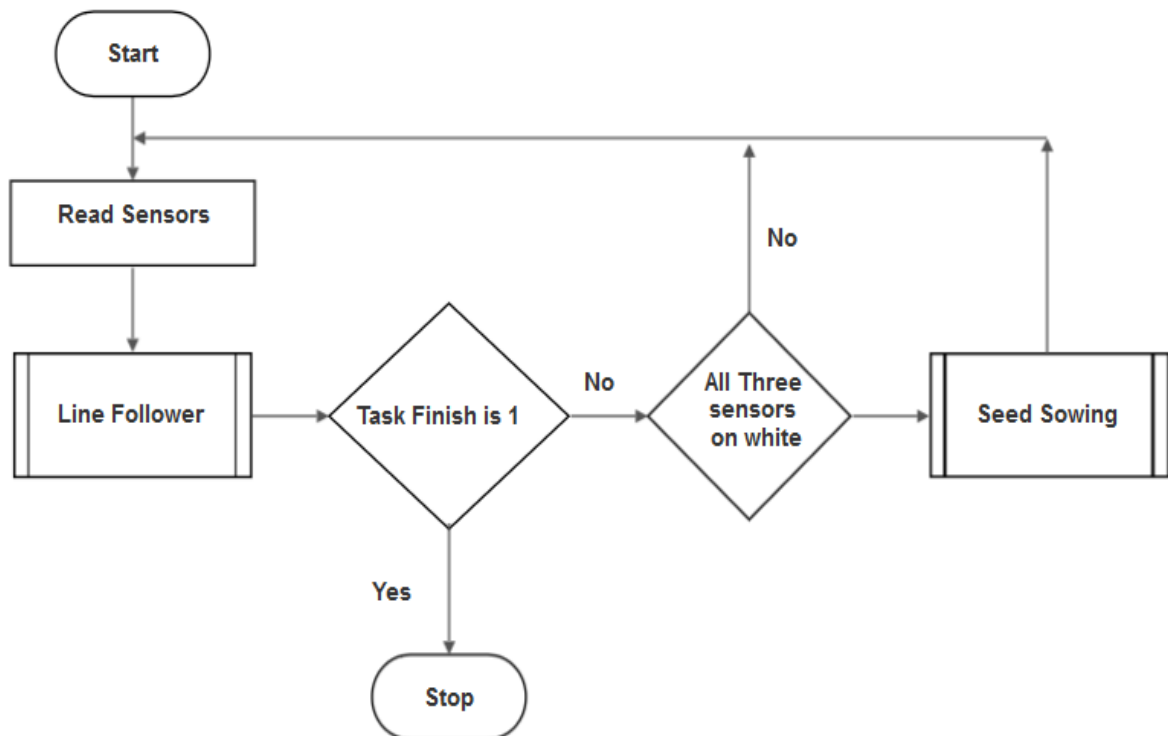 Start
Read Sensors
No
Line Follower
Task Finish is 1
No
All Three
sensors
on white
Seed Sowing
Yes
Stop